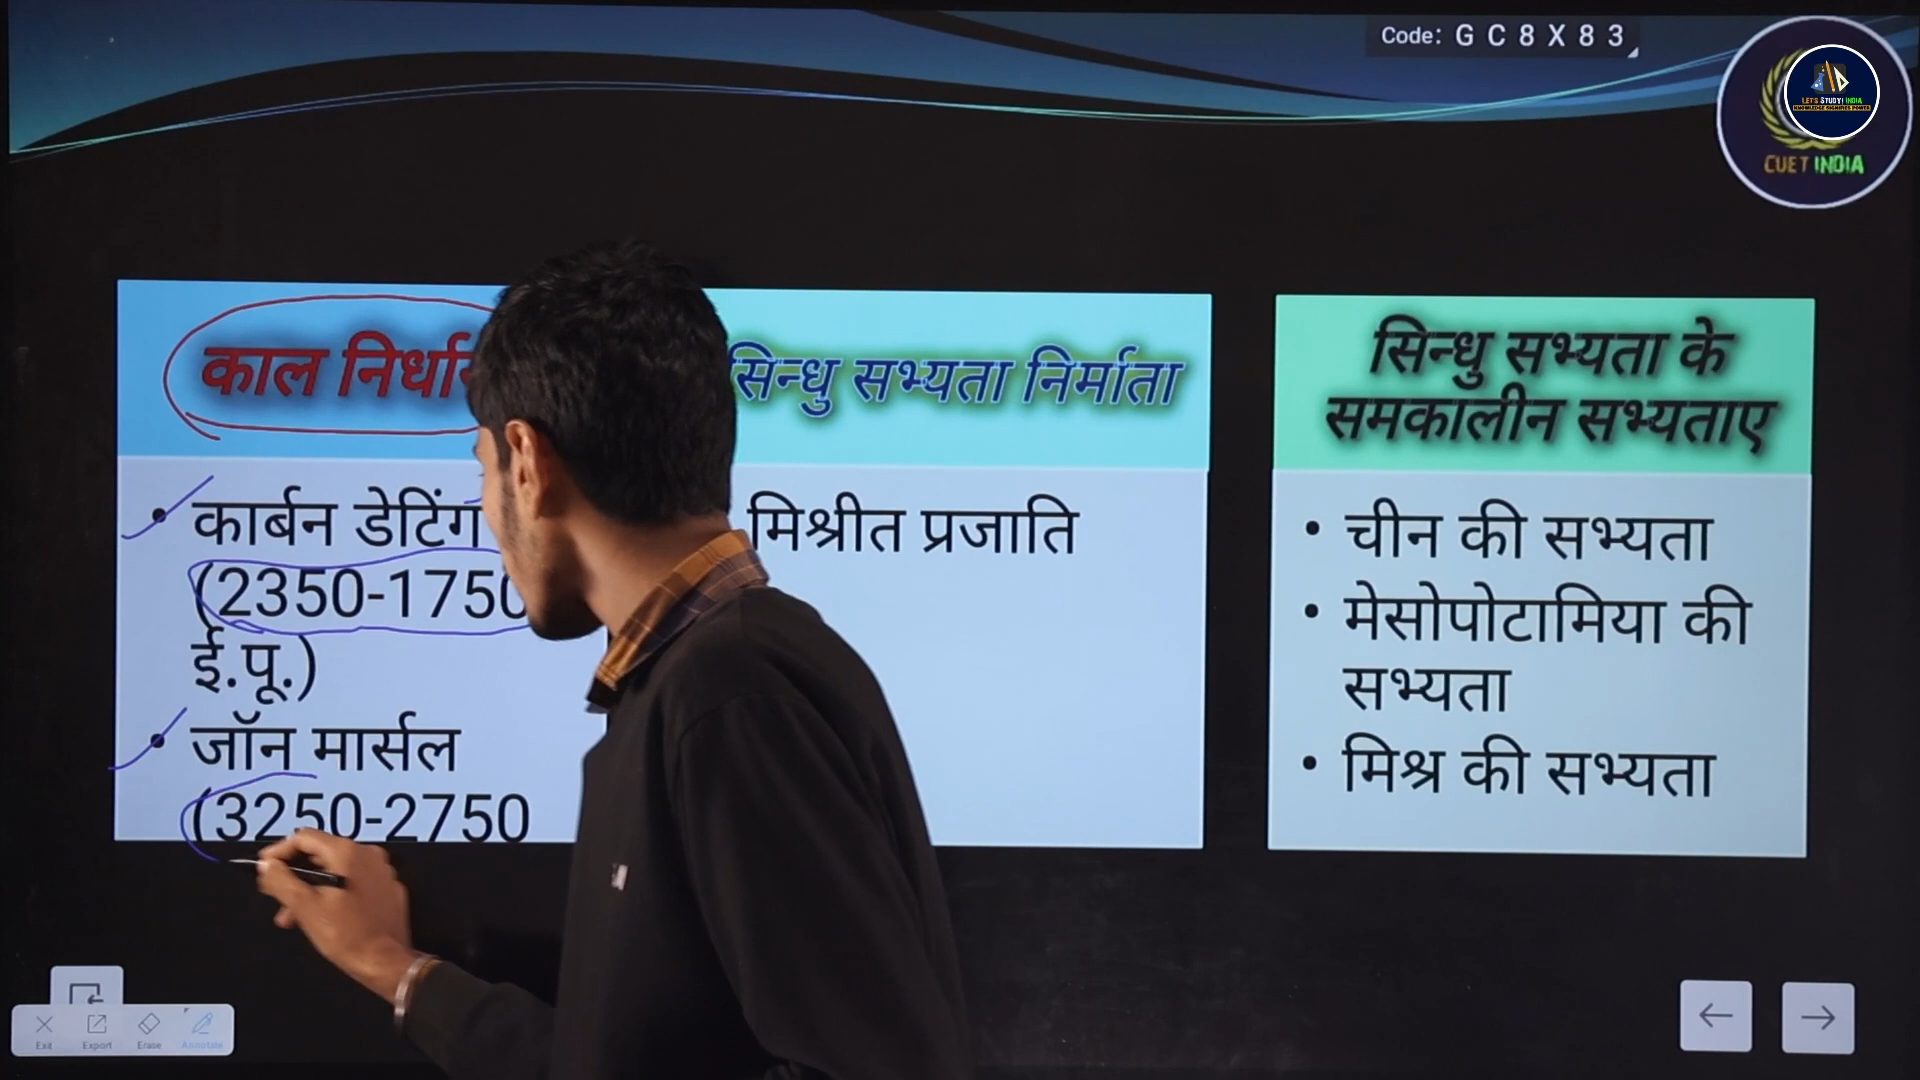 Code: G C 8 X 8 3
LET'S STUDY! INDIA
CUET INDIA
काल
सिन्धु सभ्यता निर्माता
सिन्धु सभ्यता के
समकालीन सभ्यताए
• कार्बन डेटिंग
(2350-1750
ई.पू.)
• जॉन मार्सल
(3250-2750
मिश्रीत प्रजाति
• चीन की सभ्यता
• मेसोपोटामिया की
सभ्यता
• मिश्र की सभ्यता
Exit
Export
Erase
Annotate